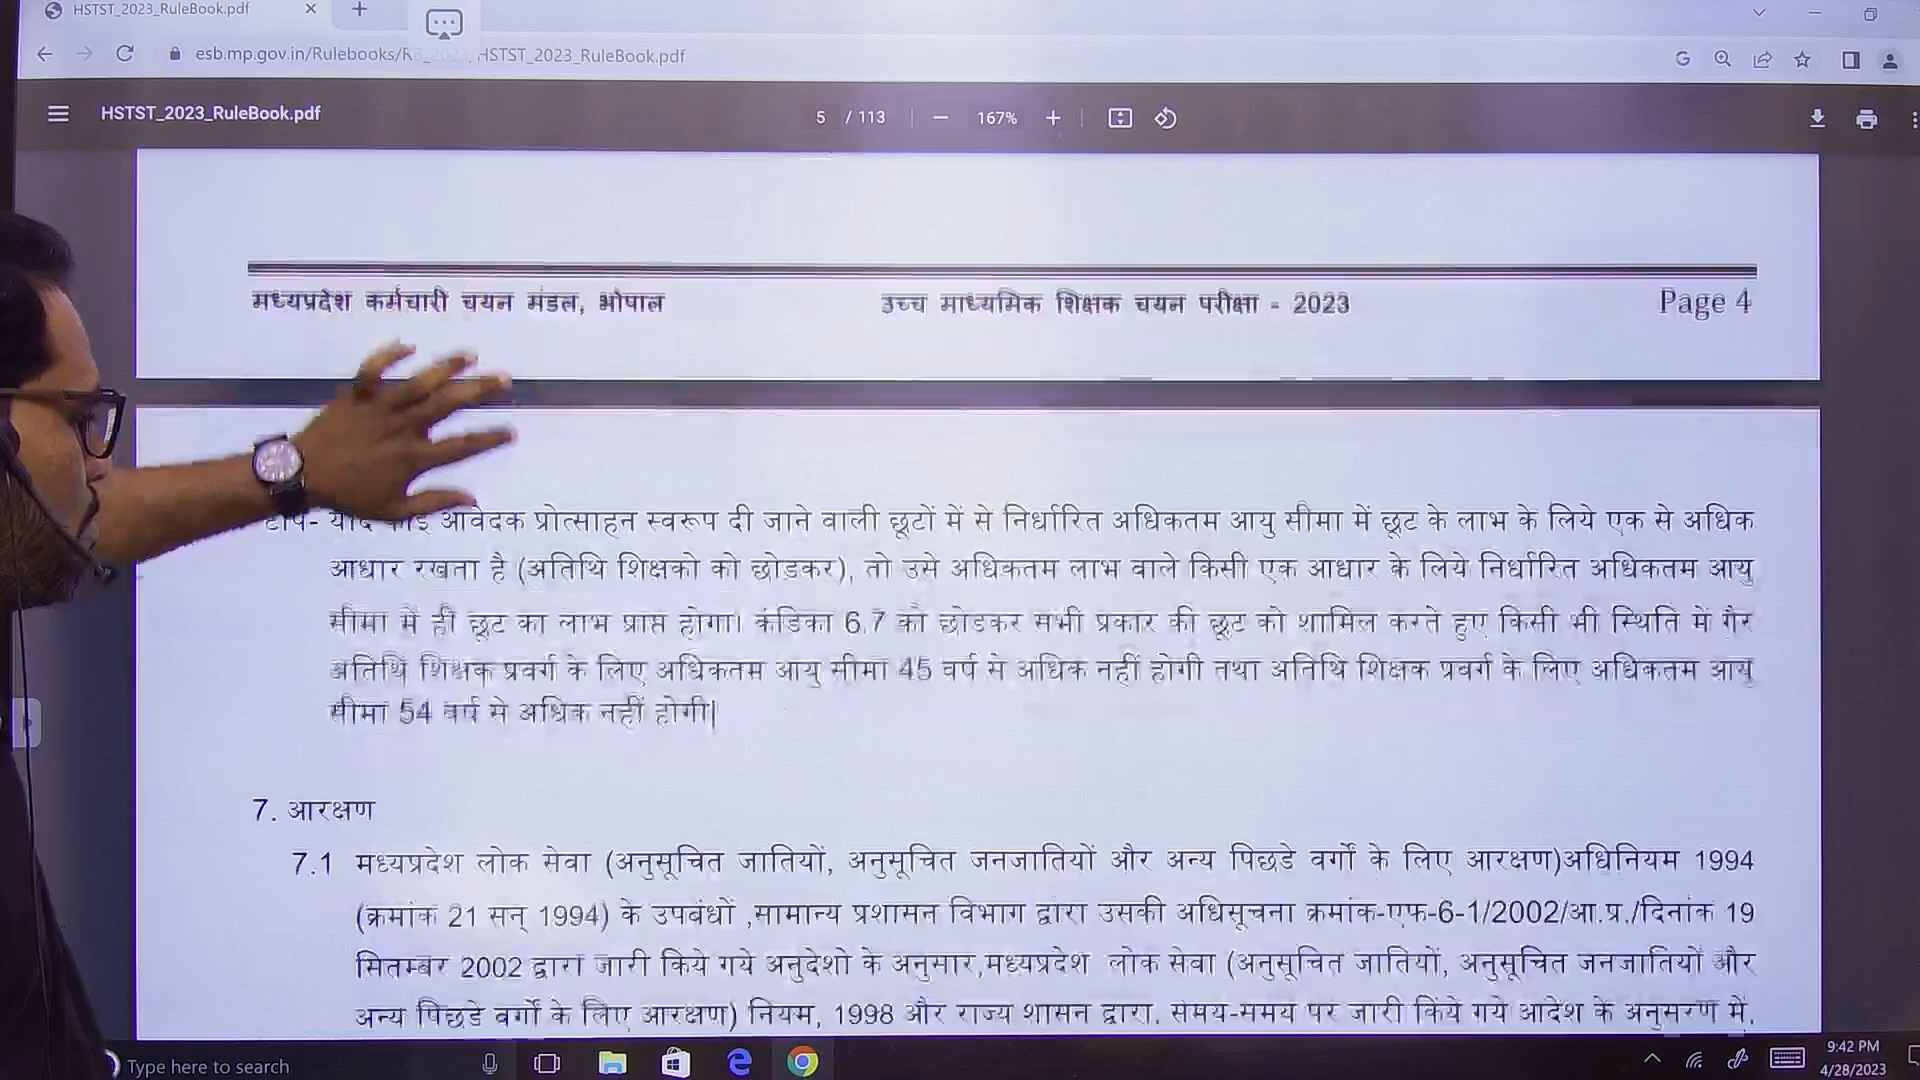 HSTST_2023_RuleBook.pdf
esb.mp.gov.in/Rulebooks/RB_2023/HSTST_2023_RuleBook.pdf
HSTST_2023_RuleBook.pdf
5 / 113
167%
मध्यप्रदेश कर्मचारी चयन मंडल, भोपाल उच्च माध्यमिक शिक्षक चयन परीक्षा - 2023 Page 4
आवेदक प्रोत्साहन स्वरूप दी जाने वाली छूटों में से निर्धारित अधिकतम आयु सीमा में छूट के लाभ के लिये एक से अधिक
आधार रखता है (अतिथि शिक्षको को छोडकर), तो उसे अधिकतम लाभ वाले किसी एक आधार के लिये निर्धारित अधिकतम आयु
सीमा में ही छूट का लाभ प्राप्त होगा। कंडिका 6.7 को छोडकर सभी प्रकार की छूट को शामिल करते हुए किसी भी स्थिति में गैर
अतिथि शिक्षक प्रवर्ग के लिए अधिकतम आयु सीमा 45 वर्ष से अधिक नहीं होगी तथा अतिथि शिक्षक प्रवर्ग के लिए अधिकतम आयु
सीमा 54 वर्ष से अधिक नहीं होगी|
7. आरक्षण
7.1 मध्यप्रदेश लोक सेवा (अनुसूचित जातियों, अनुसूचित जनजातियों और अन्य पिछडे वर्गों के लिए आरक्षण)अधिनियम 1994
(क्रमांक 21 सन् 1994) के उपबंधों ,सामान्य प्रशासन विभाग द्वारा उसकी अधिसूचना क्रमांक-एफ-6-1/2002/आ.प्र./दिनांक 19
सितम्बर 2002 द्वारा जारी किये गये अनुदेशो के अनुसार,मध्यप्रदेश लोक सेवा (अनुसूचित जातियों, अनुसूचित जनजातियों और
अन्य पिछडे वर्गों के लिए आरक्षण) नियम, 1998 और राज्य शासन द्वारा. समय-समय पर जारी किये गये आदेश के अनुसरण में,
Type here to search
9:42 PM
4/28/2023